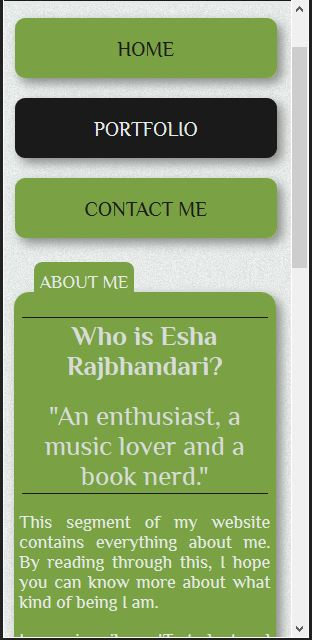 HOME
PORTFOLIO
CONTACT ME
ABOUT ME
Who is Esha
Rajbhandari?
"An enthusiast, a
music lover and a
book nerd."
This segment of my website
contains everything about me.
By reading through this, I hope
you can know more about what
kind of being I am.